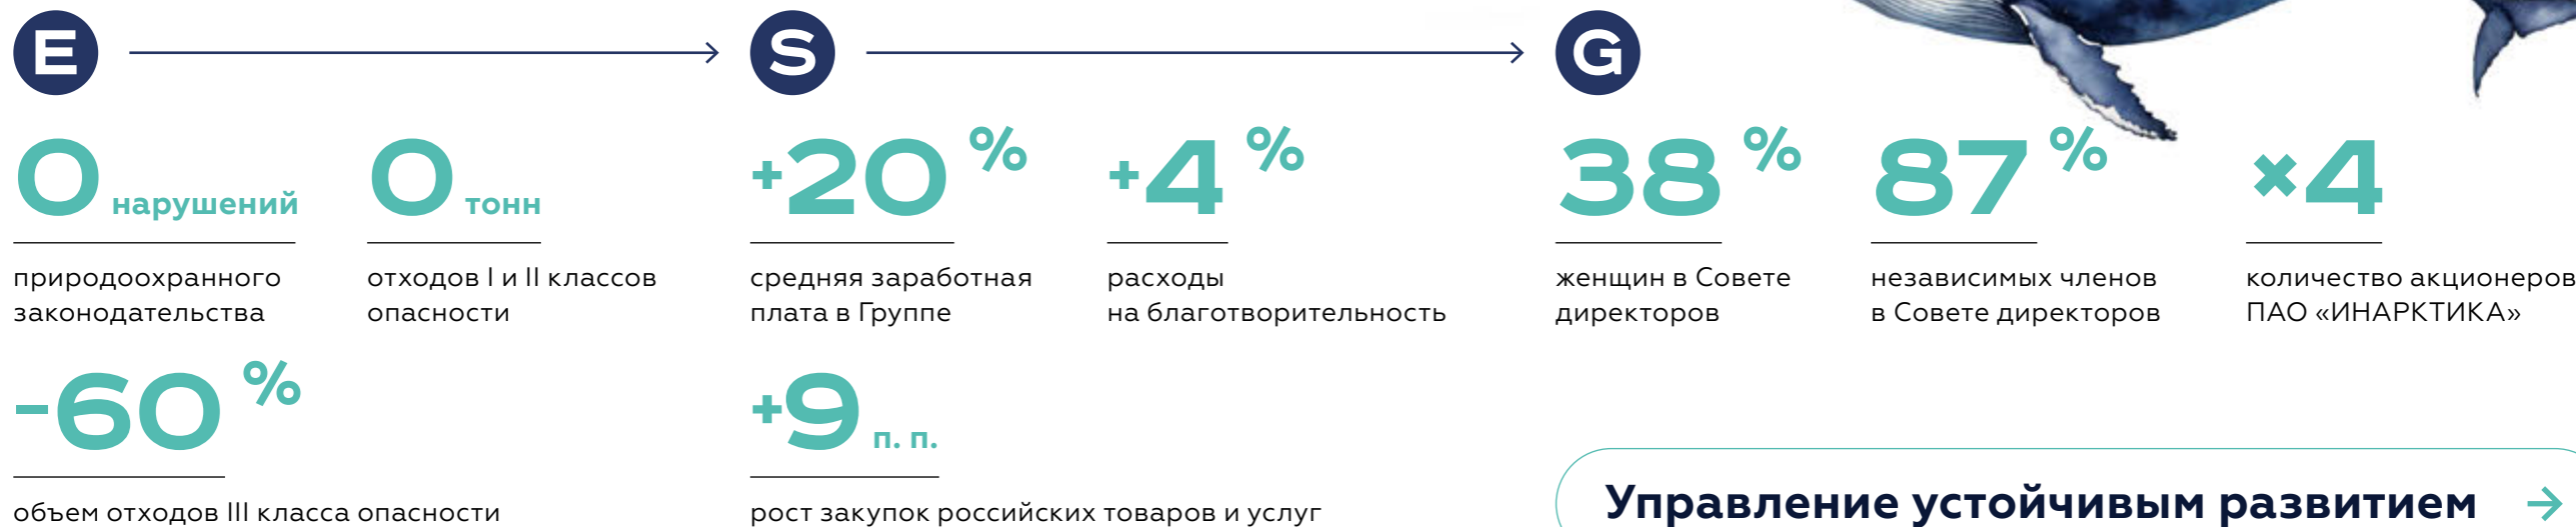 E
0 нарушений
природоохранного
законодательства
0 тонн
отходов I и II классов
опасности
-60 %
объем отходов III класса опасности
S
+20 %
средняя заработная
плата в Группе
+4 %
расходы
на благотворительность
+9 п. п.
рост закупок российских товаров и услуг
G
38 %
женщин в Совете
директоров
87 %
независимых членов
в Совете директоров
×4
количество акционеров
ПАО «ИНАРКТИКА»
Управление устойчивым развитием →